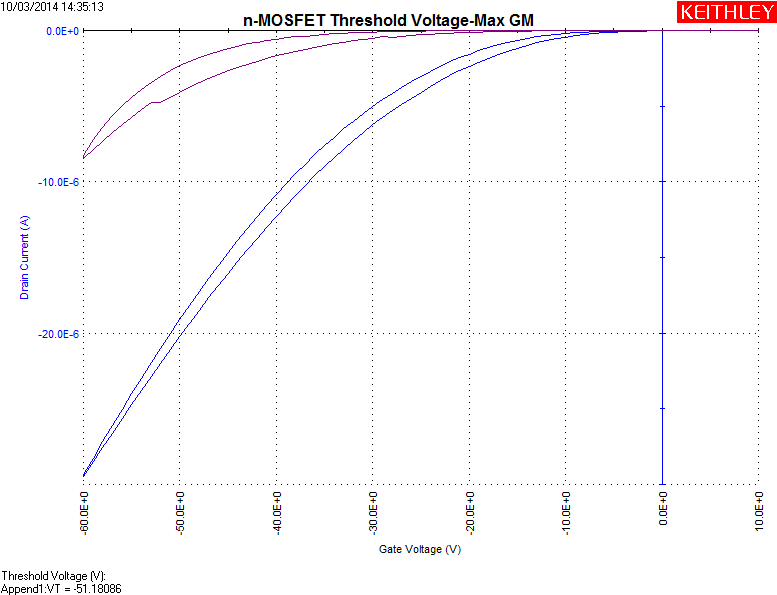 10/03/2014 14:35:13
KEITHLEY
n-MOSFET Threshold Voltage-Max GM
0.0E+0
-10.0E-6
-20.0E-6
Drain Current (A)
-60.0E+0
-50.0E+0
-40.0E+0
-30.0E+0
-20.0E+0
-10.0E+0
0.0E+0
10.0E+0
Gate Voltage (V)
Threshold Voltage (V):
Append1:VT = -51.18086